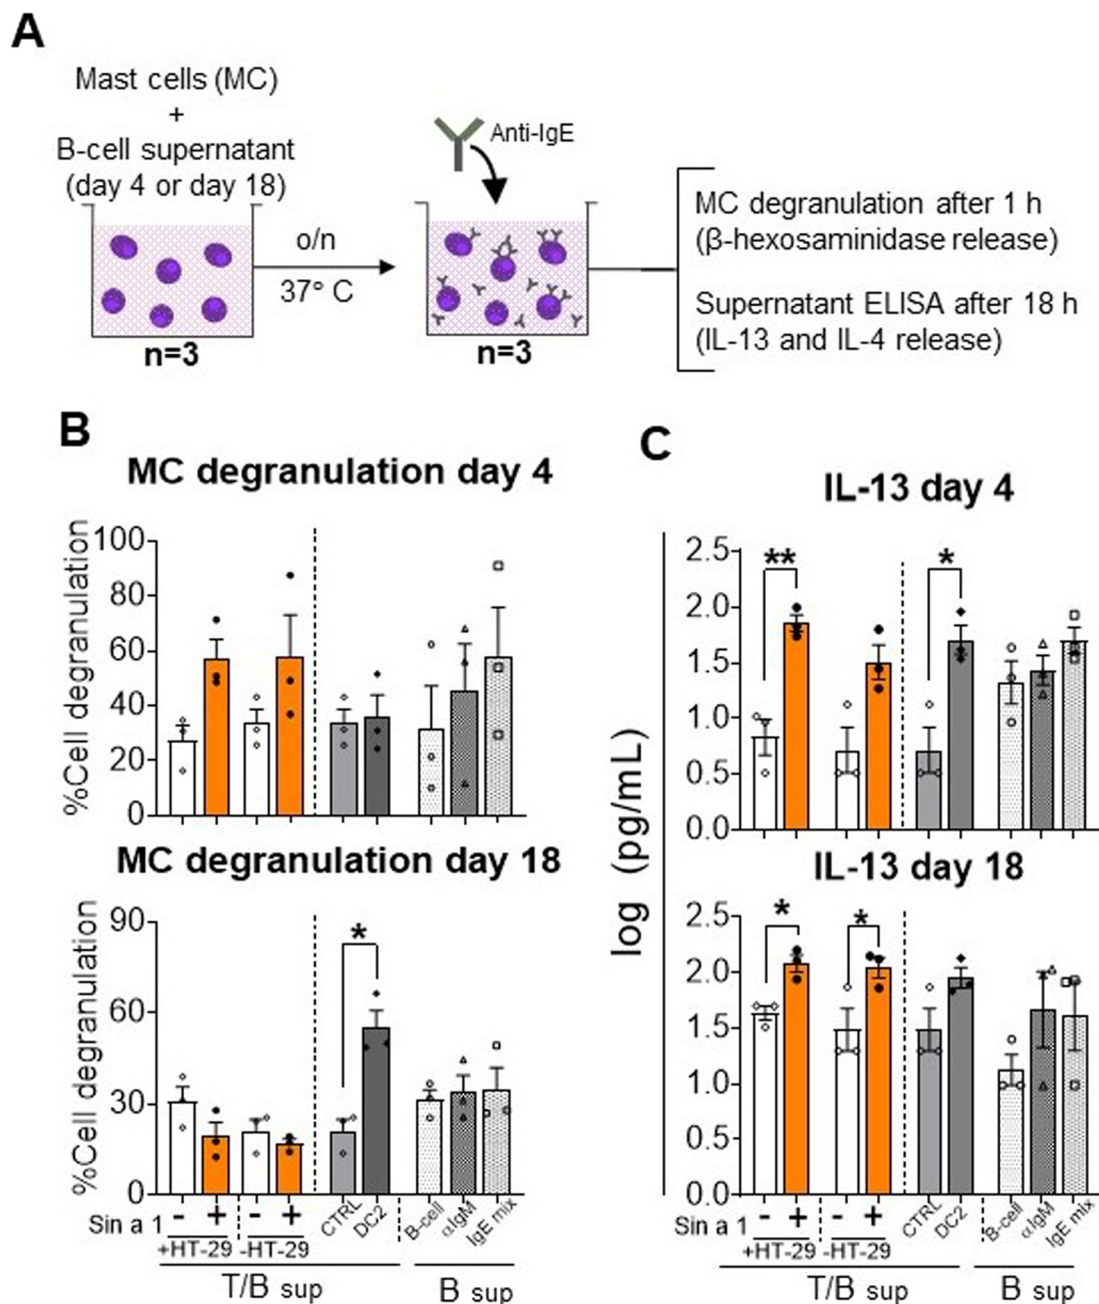 A
Mast cells (MC)
+
B-cell supernatant
(day 4 or day 18)
o/n
37° C
n=3
Anti-IgE
n=3
MC degranulation after 1 h
(β-hexosaminidase release)
Supernatant ELISA after 18 h
(IL-13 and IL-4 release)
B
MC degranulation day 4
%Cell degranulation
100
80
60
40
20
0
MC degranulation day 18
%Cell degranulation
90
60
30
0
*
Sin a 1
- + - +
+HT-29 -HT-29
CTRL DC2
B-cell αIgM IgE mix
T/B sup
B sup
C
log (pg/mL)
IL-13 day 4
2.5
2.0
1.5
1.0
0.5
0.0
** *
IL-13 day 18
2.5
2.0
1.5
1.0
0.5
0.0
* *
Sin a 1
- + - +
+HT-29 -HT-29
CTRL DC2
B-cell αIgM IgE mix
T/B sup
B sup